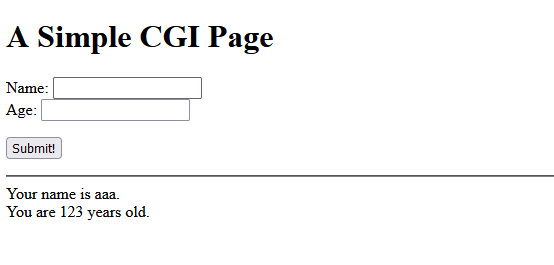 A Simple CGI Page
Name:
Age:
Submit!
Your name is aaa.
You are 123 years old.